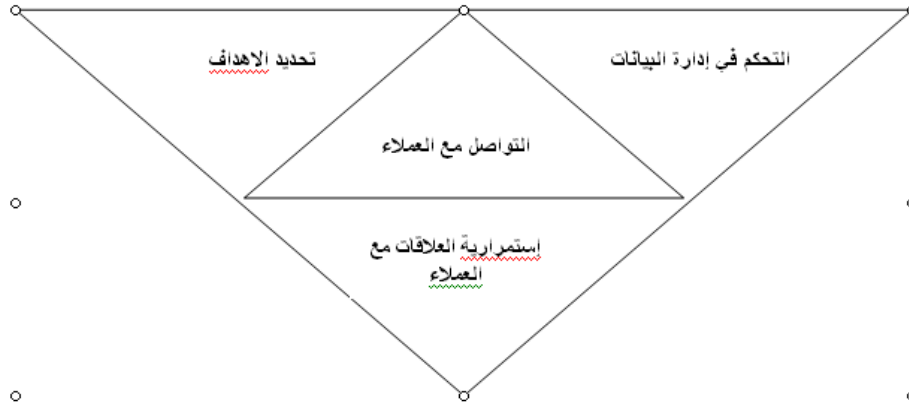 التحكم في إدارة البيانات
تحديد الاهداف
التواصل مع العملاء
إستمرارية العلاقات مع
العملاء